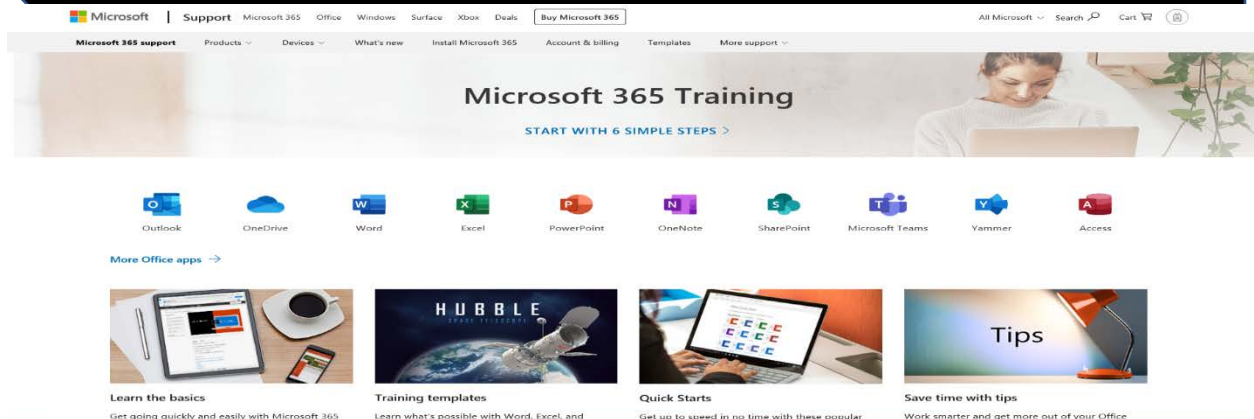 Microsoft | Support Microsoft 365 Office Windows Surface Xbox Deals Buy Microsoft 365 All Microsoft Search Cart
Microsoft 365 support Products Devices What's new Install Microsoft 365 Account & billing Templates More support
Microsoft 365 Training
START WITH 6 SIMPLE STEPS >
Outlook OneDrive Word Excel PowerPoint OneNote SharePoint Microsoft Teams Yammer Access
More Office apps →
HUBBLE
SPACE TELESCOPE
Tips
Learn the basics Training templates Quick Starts Save time with tips
Get going quickly and easily with Microsoft 365 Learn what's possible with Word, Excel, and Get up to speed in no time with these popular Work smarter and get more out of your Office